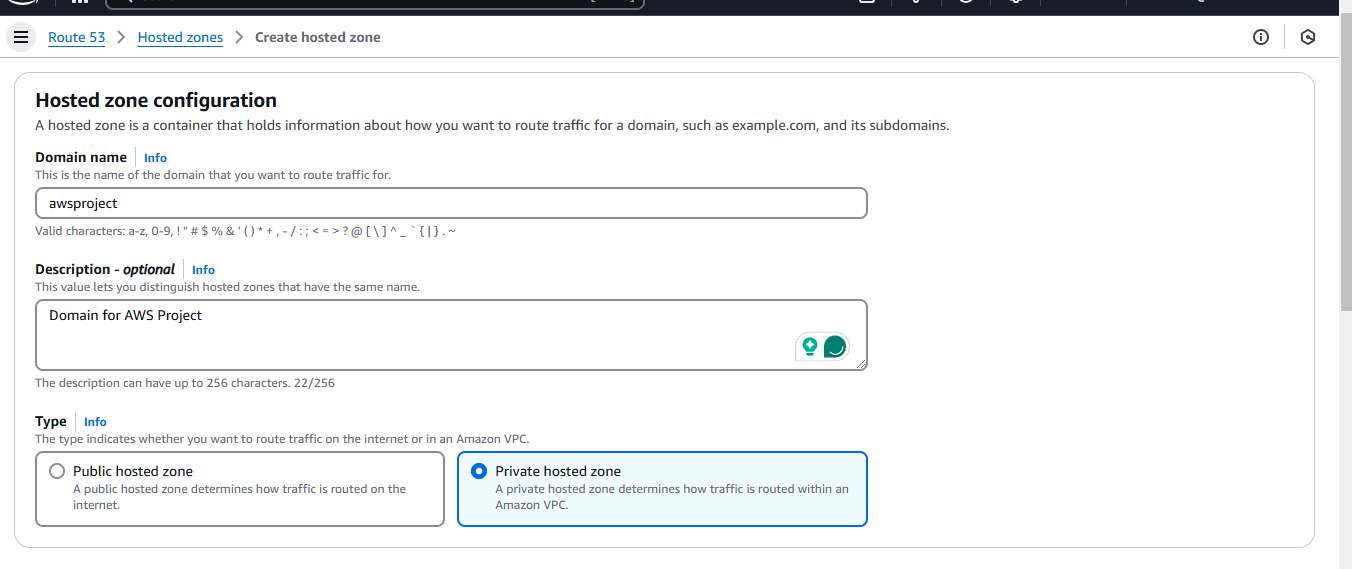 Route 53 > Hosted zones > Create hosted zone
Hosted zone configuration
A hosted zone is a container that holds information about how you want to route traffic for a domain, such as example.com, and its subdomains.
Domain name Info
This is the name of the domain that you want to route traffic for.
awsproject
Valid characters: a-z, 0-9, ! " # $ % & ' ( ) * + , - / : ; < = > ? @ [ \ ] ^ _ ` { | } . ~
Description - optional Info
This value lets you distinguish hosted zones that have the same name.
Domain for AWS Project
The description can have up to 256 characters. 22/256
Type Info
The type indicates whether you want to route traffic on the internet or in an Amazon VPC.
Public hosted zone
A public hosted zone determines how traffic is routed on the
internet.
Private hosted zone
A private hosted zone determines how traffic is routed within an
Amazon VPC.